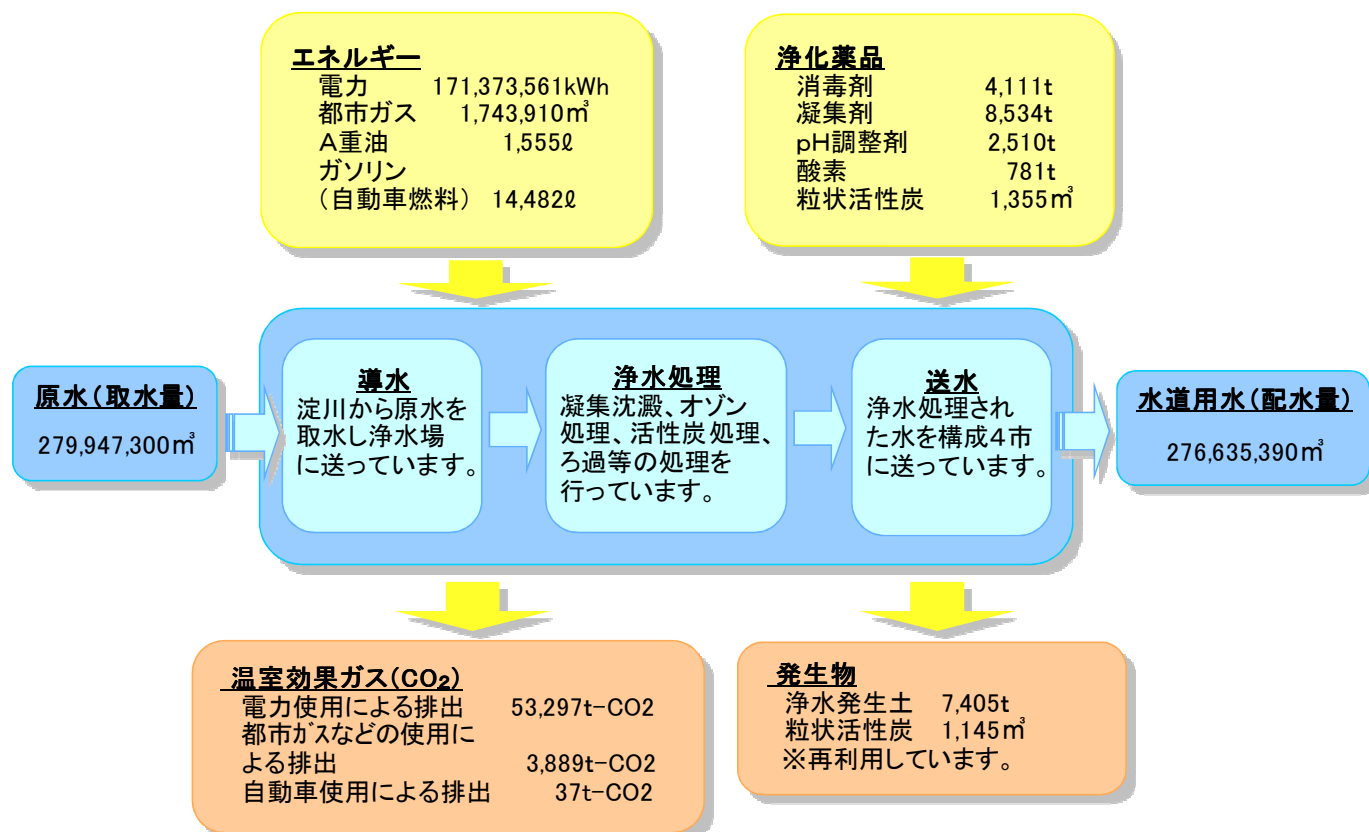 エネルギー
電力 171,373,561kWh
都市ガス 1,743,910㎥
A重油 1,555ℓ
ガソリン
（自動車燃料） 14,482ℓ
浄化薬品
消毒剤 4,111t
凝集剤 8,534t
pH調整剤 2,510t
酸素 781t
粒状活性炭 1,355㎥
原水（取水量）
279,947,300㎥
導水
淀川から原水を
取水し浄水場
に送っています。
浄水処理
凝集沈澱、オゾン
処理、活性炭処理、
ろ過等の処理を
行っています。
送水
浄水処理され
た水を構成４市
に送っています。
水道用水（配水量）
276,635,390㎥
温室効果ガス（CO₂）
電力使用による排出 53,297t-CO2
都市ｶﾞｽなどの使用に
よる排出 3,889t-CO2
自動車使用による排出 37t-CO2
発生物
浄水発生土 7,405t
粒状活性炭 1,145㎥
※再利用しています。